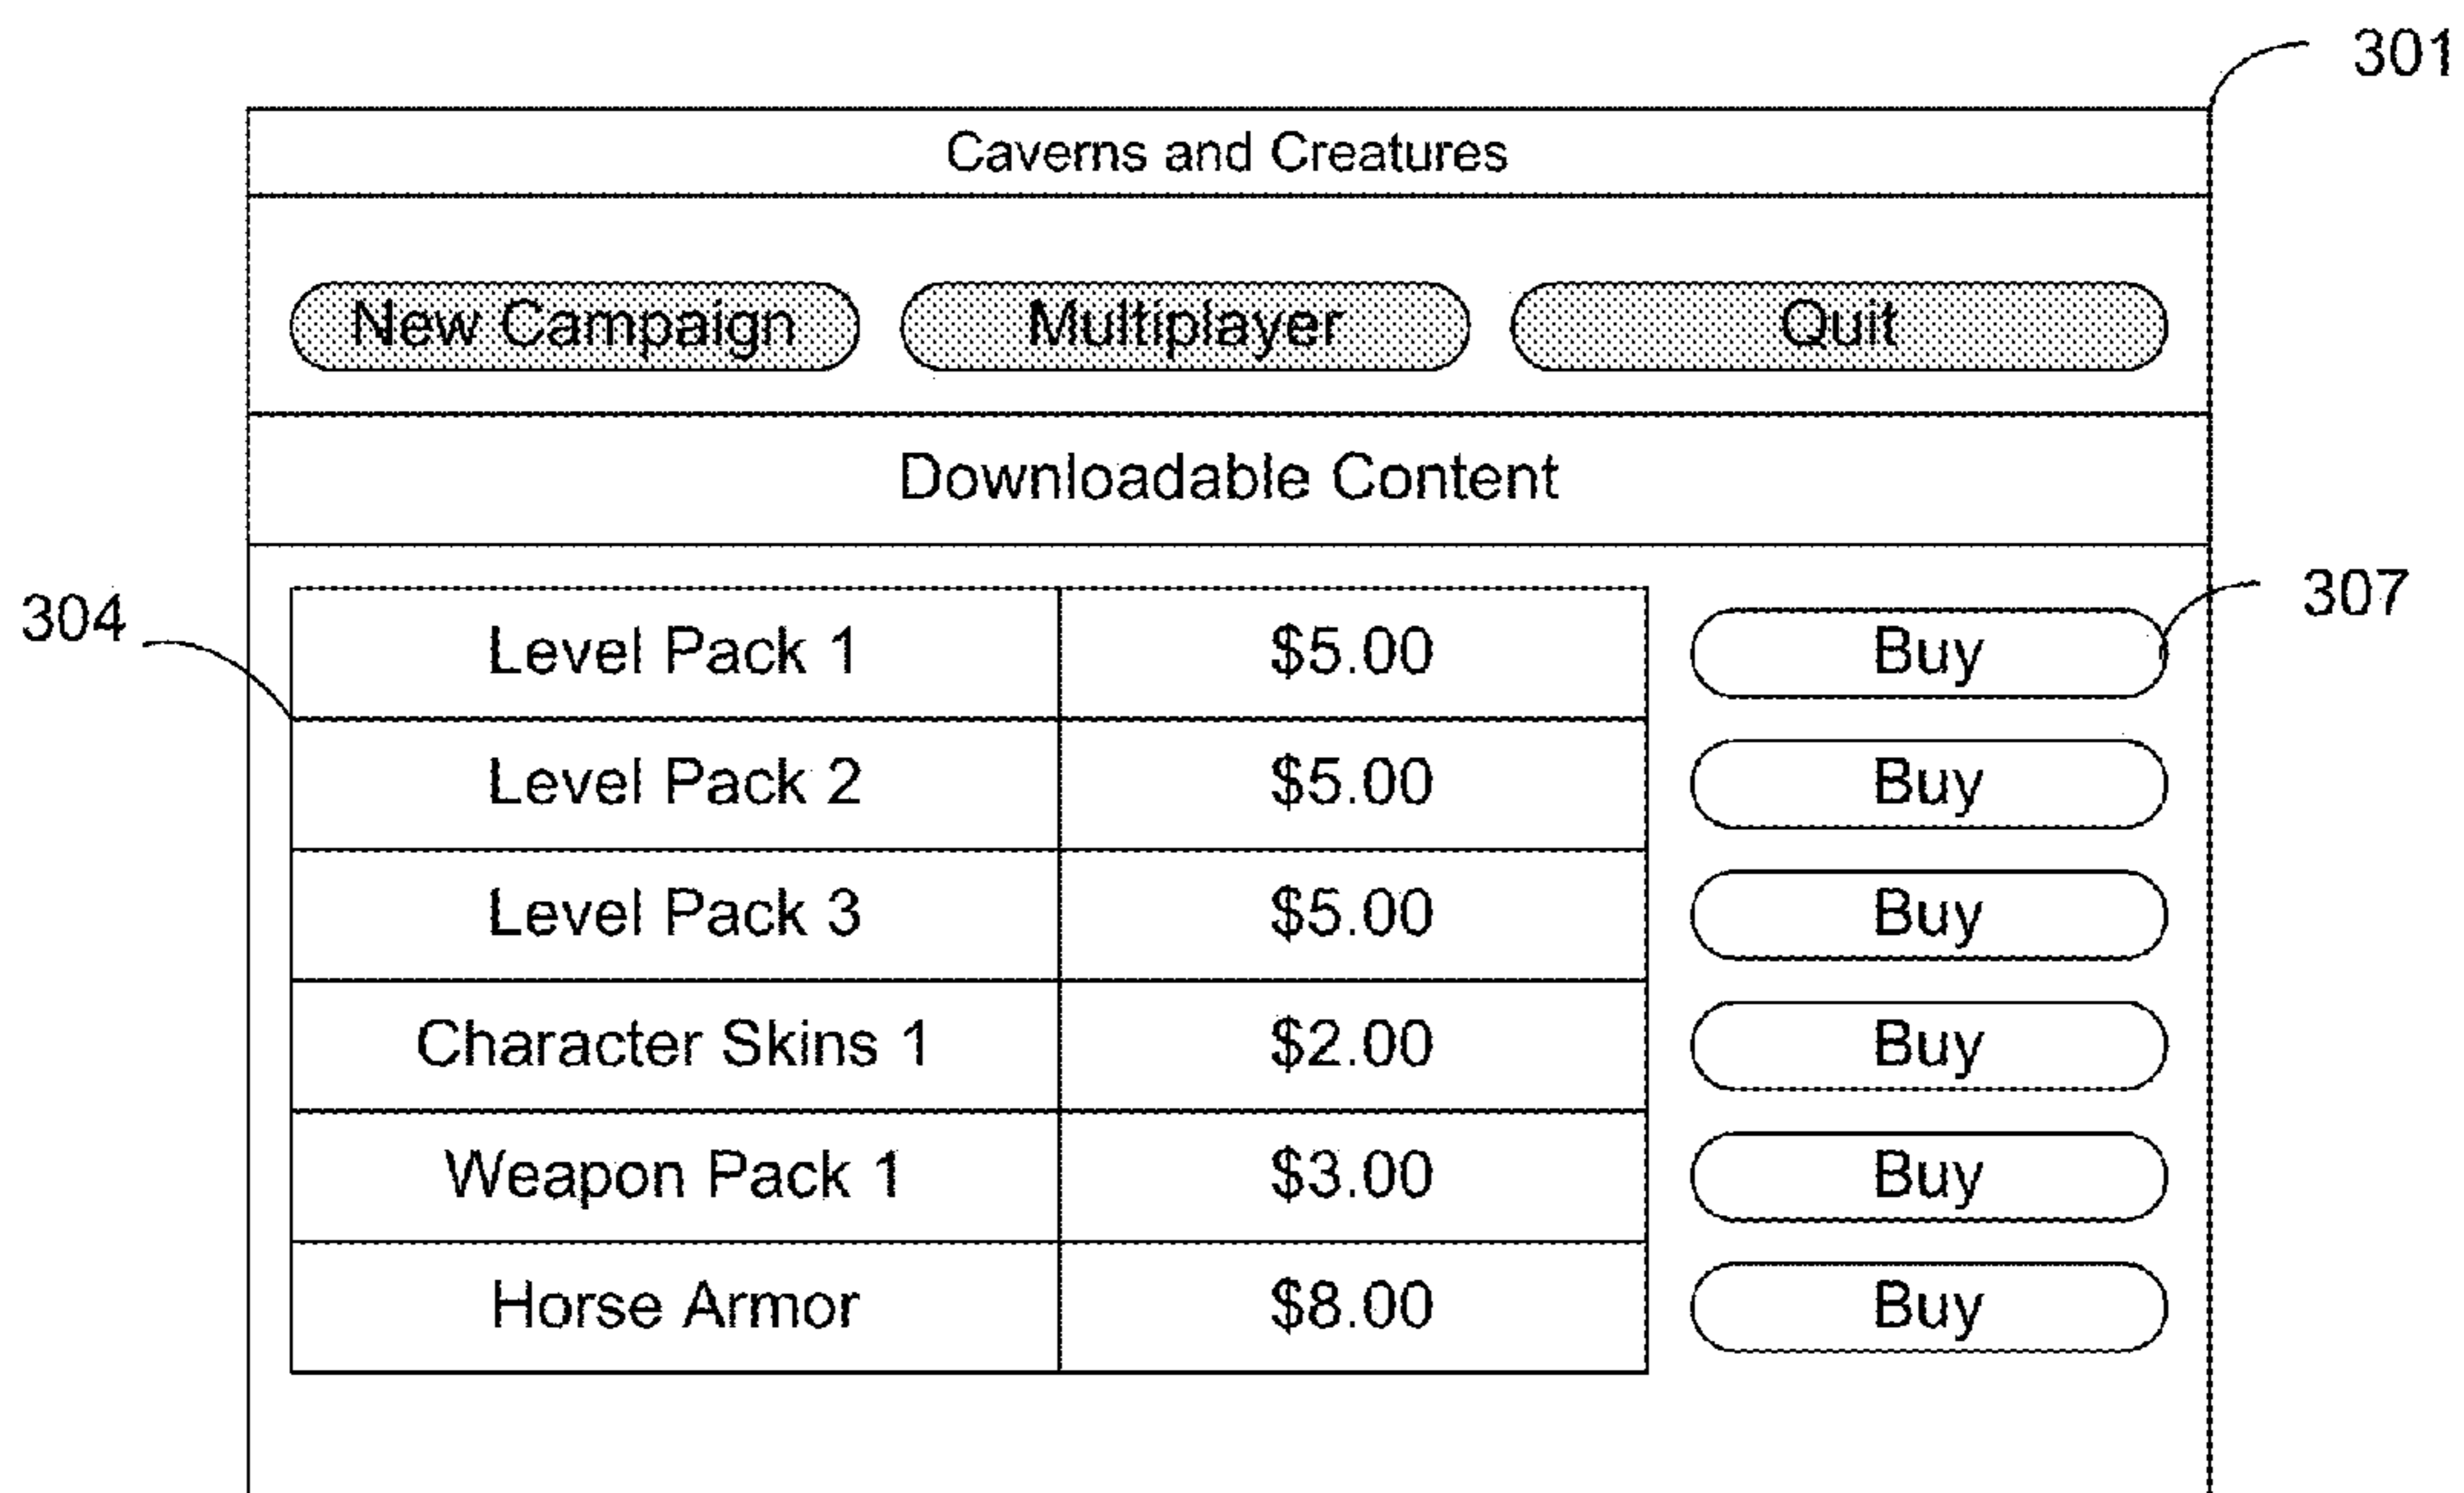 301
Caverns and Creatures
New Campaign Multiplayer Quit
Downloadable Content
304
307
Level Pack 1 $5.00 Buy
Level Pack 2 $5.00 Buy
Level Pack 3 $5.00 Buy
Character Skins 1 $2.00 Buy
Weapon Pack 1 $3.00 Buy
Horse Armor $8.00 Buy